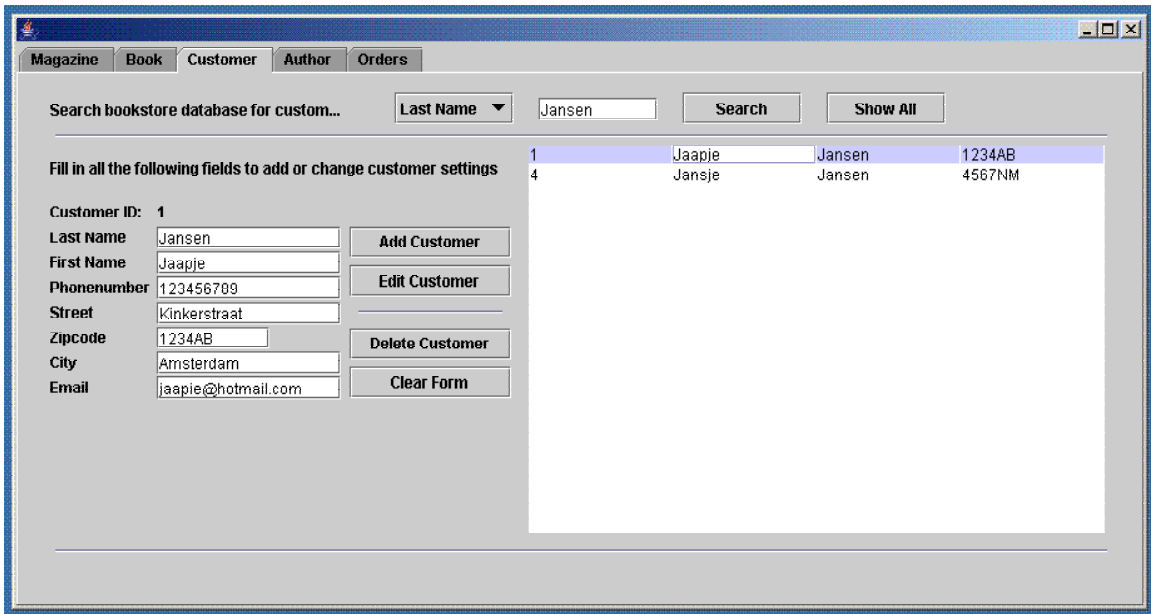 Magazine Book Customer Author Orders
Search bookstore database for custom... Last Name Jansen Search Show All
Fill in all the following fields to add or change customer settings
Customer ID: 1
Last Name Jansen
First Name Jaapje
Phonenumber 123456789
Street Kinkerstraat
Zipcode 1234AB
City Amsterdam
Email jaapie@hotmail.com
Add Customer
Edit Customer
Delete Customer
Clear Form
1 Jaapje Jansen 1234AB
4 Jansje Jansen 4567NM